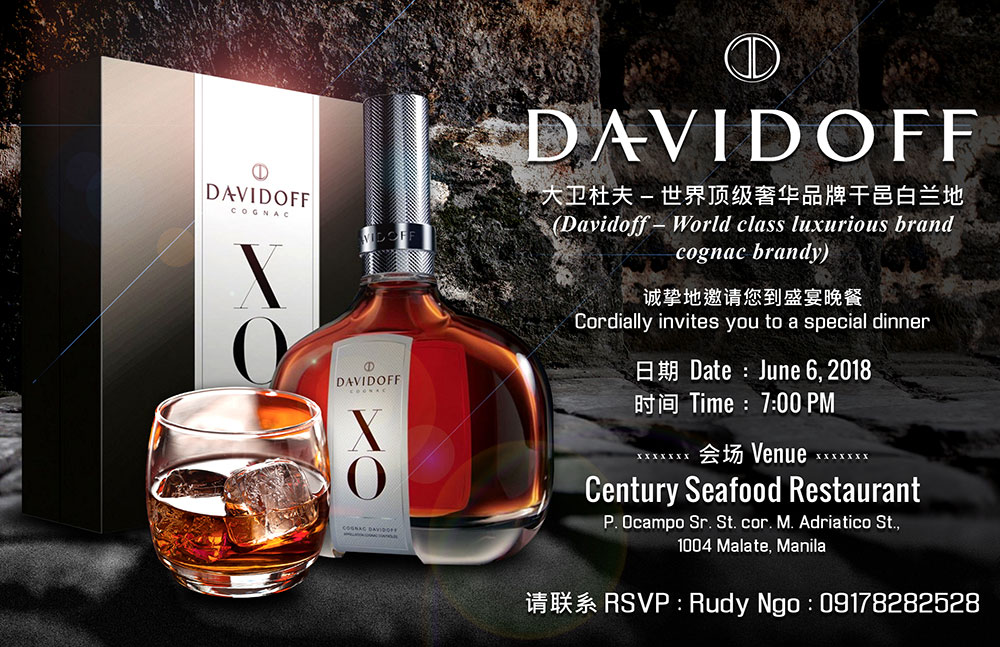 DAVIDOFF
COGNAC
X
O
DAVIDOFF
DAVIDOFF
COGNAC
X
O
COGNAC DAVIDOFF
APPELLATION COGNAC CONTRÔLÉE
DAVIDOFF
大卫杜夫 – 世界顶级奢华品牌干邑白兰地
(Davidoff – World class luxurious brand
cognac brandy)
诚挚地邀请您到盛宴晚餐
Cordially invites you to a special dinner
日期 Date : June 6, 2018
时间 Time : 7:00 PM
xxxxxxx 会场 Venue xxxxxxx
Century Seafood Restaurant
P. Ocampo Sr. St. cor. M. Adriatico St.,
1004 Malate, Manila
请联系 RSVP : Rudy Ngo : 09178282528